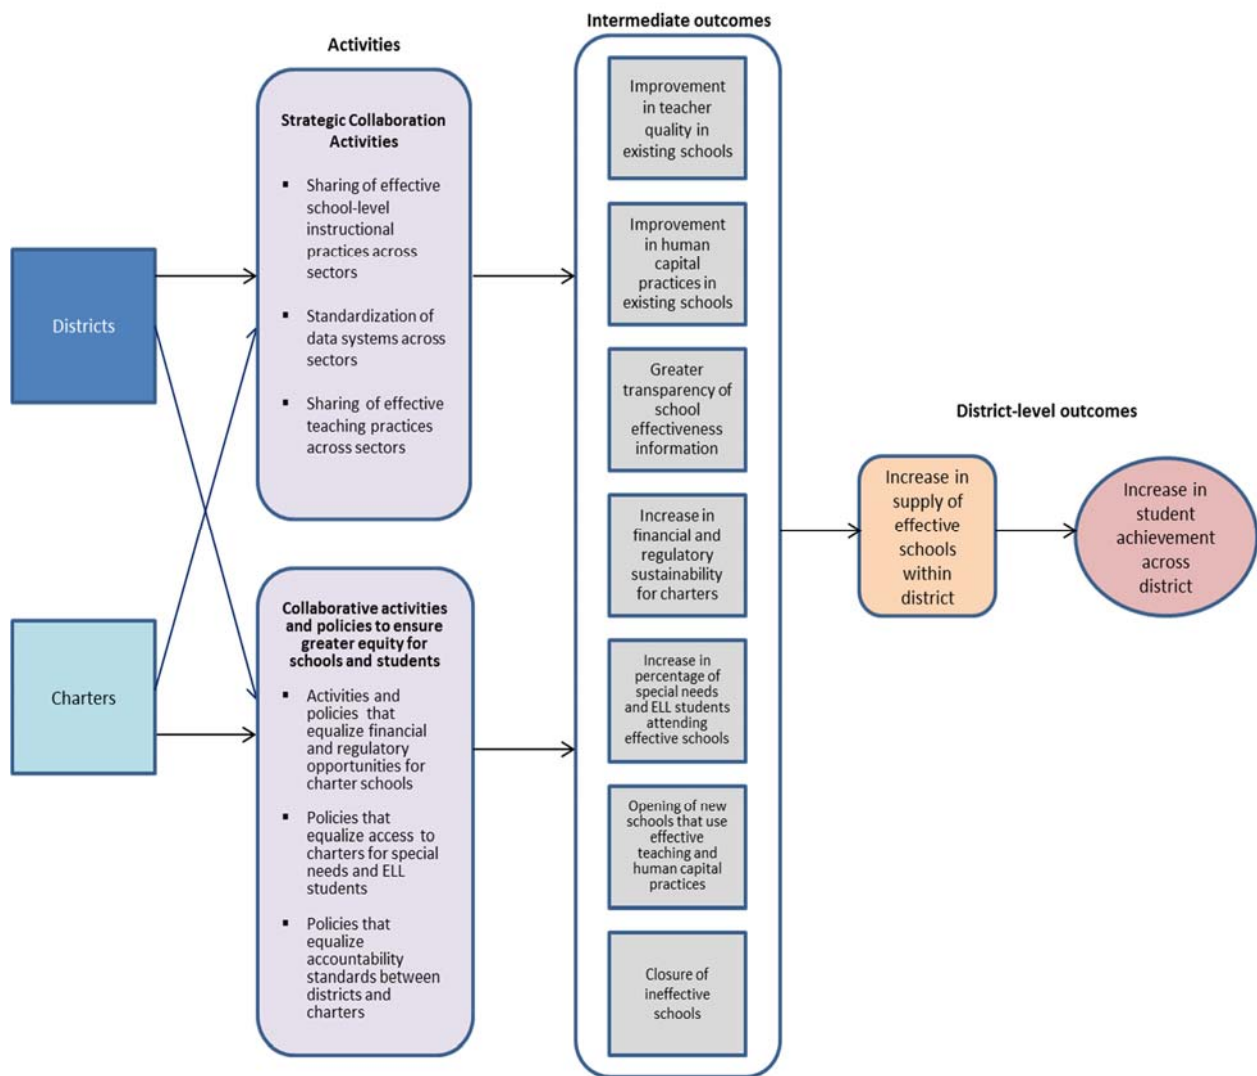 Intermediate outcomes
Activities
Strategic Collaboration
Activities
▪ Sharing of effective
school-level
instructional
practices across
sectors
▪ Standardization of
data systems across
sectors
▪ Sharing of effective
teaching practices
across sectors
Districts
Charters
Collaborative activities
and policies to ensure
greater equity for
schools and students
▪ Activities and
policies that
equalize financial
and regulatory
opportunities for
charter schools
▪ Policies that
equalize access to
charters for special
needs and ELL
students
▪ Policies that
equalize
accountability
standards between
districts and
charters
Improvement
in teacher
quality in
existing schools
Improvement
in human
capital
practices in
existing schools
Greater
transparency of
school
effectiveness
information
Increase in
financial and
regulatory
sustainability
for charters
Increase in
percentage of
special needs
and ELL students
attending
effective schools
Opening of new
schools that use
effective
teaching and
human capital
practices
Closure of
ineffective
schools
District-level outcomes
Increase in
supply of
effective
schools
within
district
Increase in
student
achievement
across
district